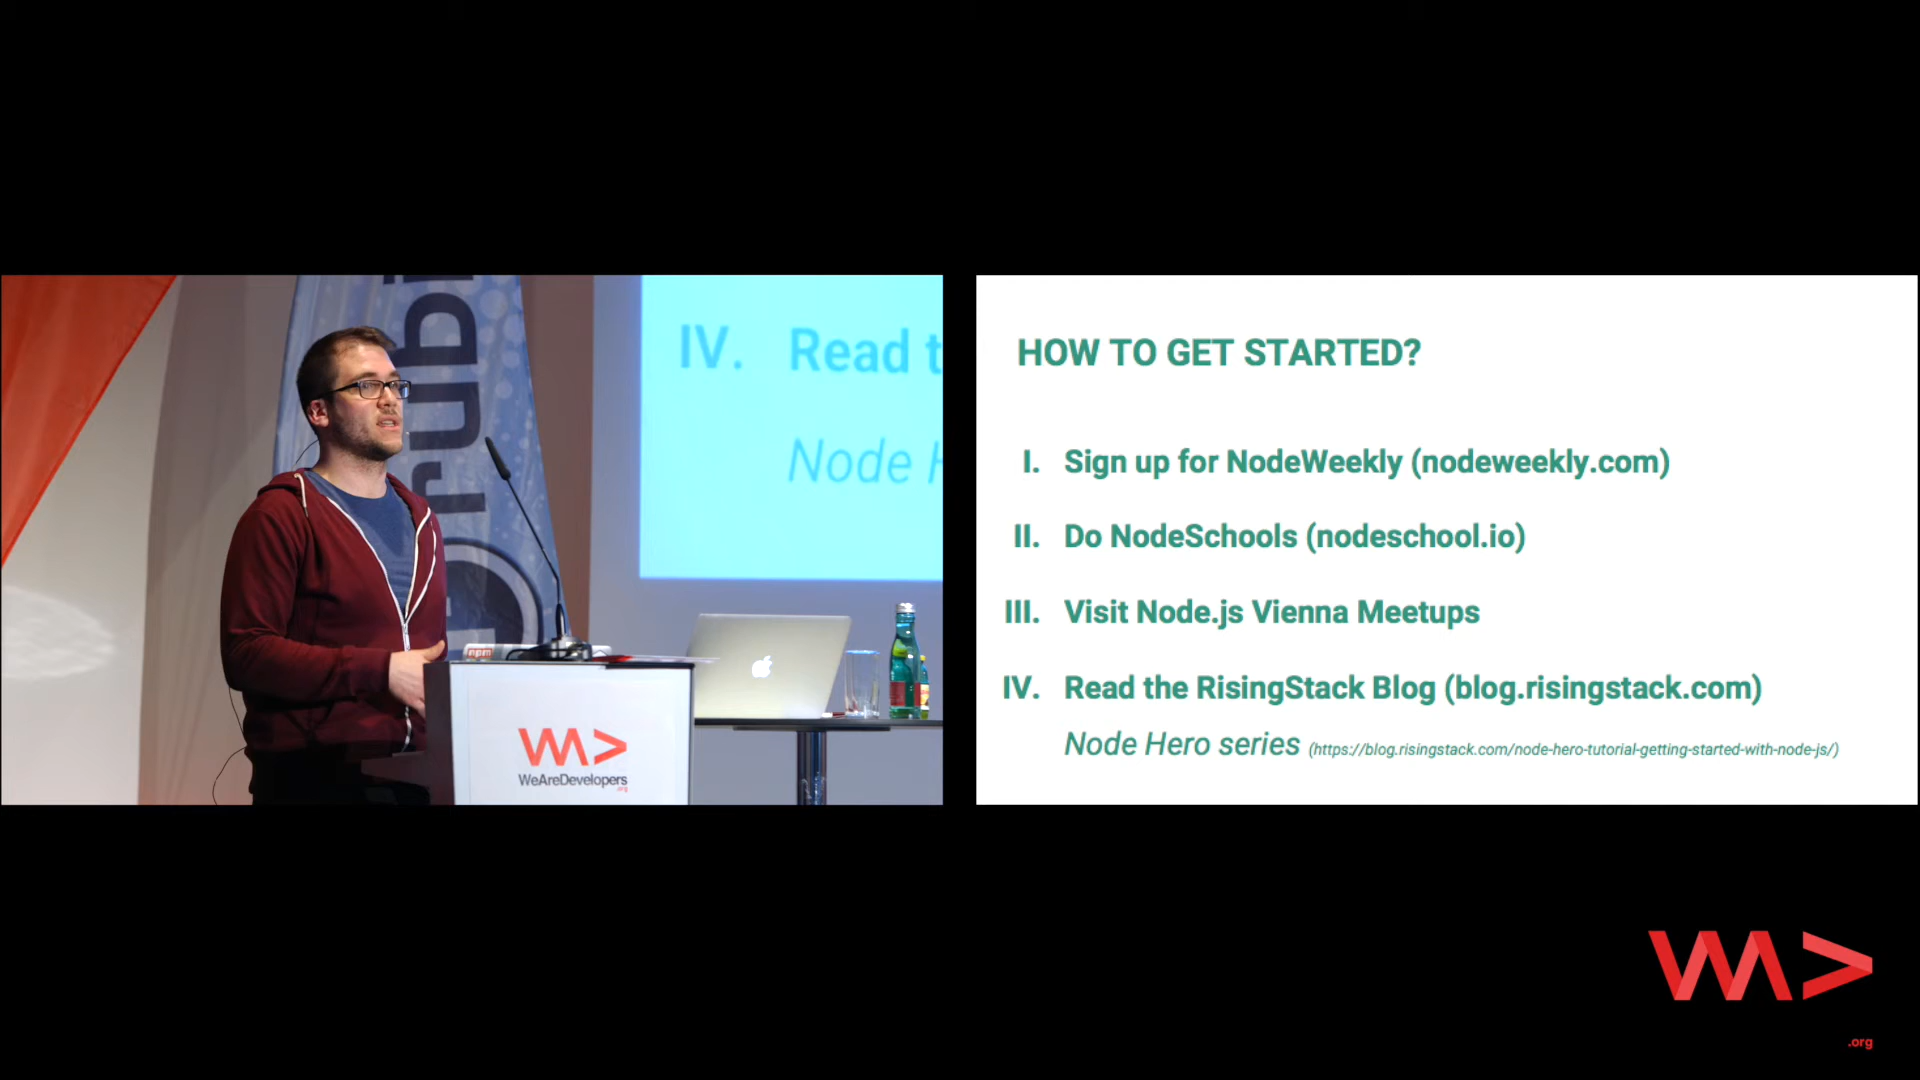 rubi
IV. Read t
Node H
npm
WeAreDevelopers
.org
HOW TO GET STARTED?
I. Sign up for NodeWeekly (nodeweekly.com)
II. Do NodeSchools (nodeschool.io)
III. Visit Node.js Vienna Meetups
IV. Read the RisingStack Blog (blog.risingstack.com)
Node Hero series (https://blog.risingstack.com/node-hero-tutorial-getting-started-with-node-js/)
.org